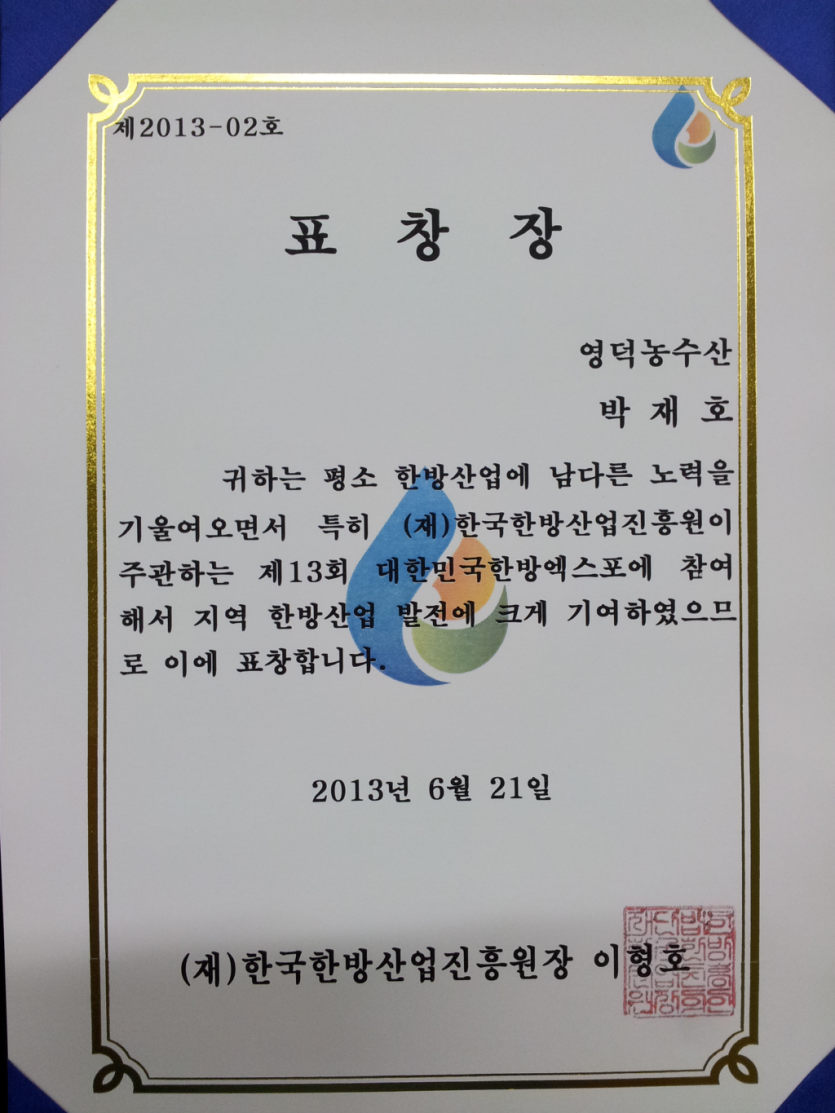 제2013-02호
표 창 장
영덕농수산
박 재 호
귀하는 평소 한방산업에 남다른 노력을
기울여오면서 특히 (재)한국한방산업진흥원이
주관하는 제13회 대한민국한방엑스포에 참여
해서 지역 한방산업 발전에 크게 기여하였으므
로 이에 표창합니다.
2013년 6월 21일
(재)한국한방산업진흥원장 이형호